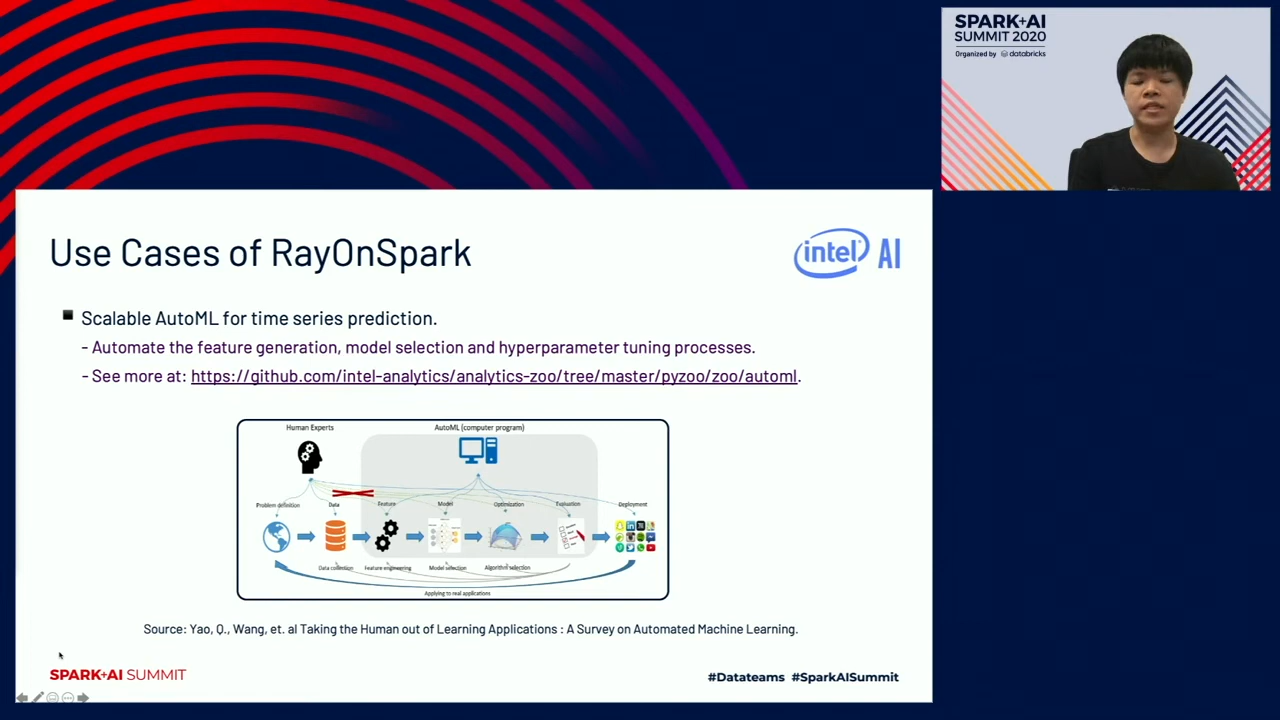 SPARK+AI
SUMMIT 2020
Organized by databricks
Use Cases of RayOnSpark
intel AI
Scalable AutoML for time series prediction.
- Automate the feature generation, model selection and hyperparameter tuning processes.
- See more at: https://github.com/intel-analytics/analytics-zoo/tree/master/pyzoo/zoo/automl.
Human Experts
AutoML (computer program)
Problem definition
Data
Feature
Model
Optimization
Evaluation
Deployment
Data collection
Feature engineering
Model selection
Algorithm selection
Applying to real applications
Source: Yao, Q., Wang, et. al Taking the Human out of Learning Applications : A Survey on Automated Machine Learning.
SPARK+AI SUMMIT
#Datateams #SparkAISummit